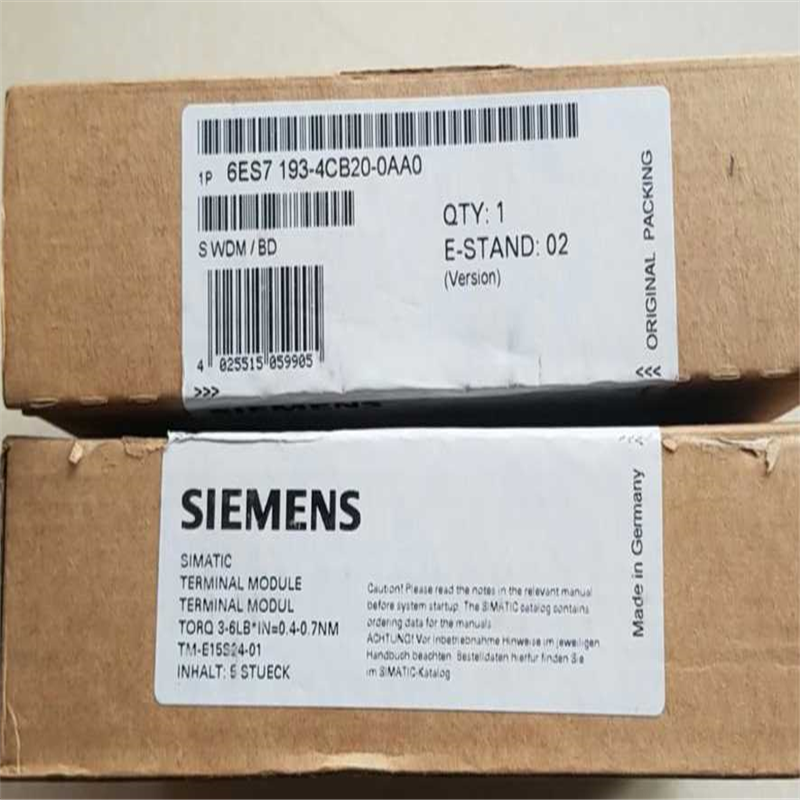 1P 6ES7 193-4CB20-0AA0
S WDM / BD
QTY: 1
E-STAND: 02
(Version)
4 025515 059905
>>>
ORIGINAL PACKING
<<<
SIEMENS
SIEMENS
SIMATIC
TERMINAL MODULE
TERMINAL MODUL
TORQ 3-6LB*IN=0.4-0.7NM
TM-E15S24-01
INHALT: 5 STUECK
Caution! Please read the notes in the relevant manual
before system startup. The SIMATIC catalog contains
ordering data for the manuals
ACHTUNG! Vor Inbetriebnahme Hinweise im jeweiligen
Handbuch beachten. Bestelldaten hierfur finden Sie
im SIMATIC-Katalog
Made in Germany